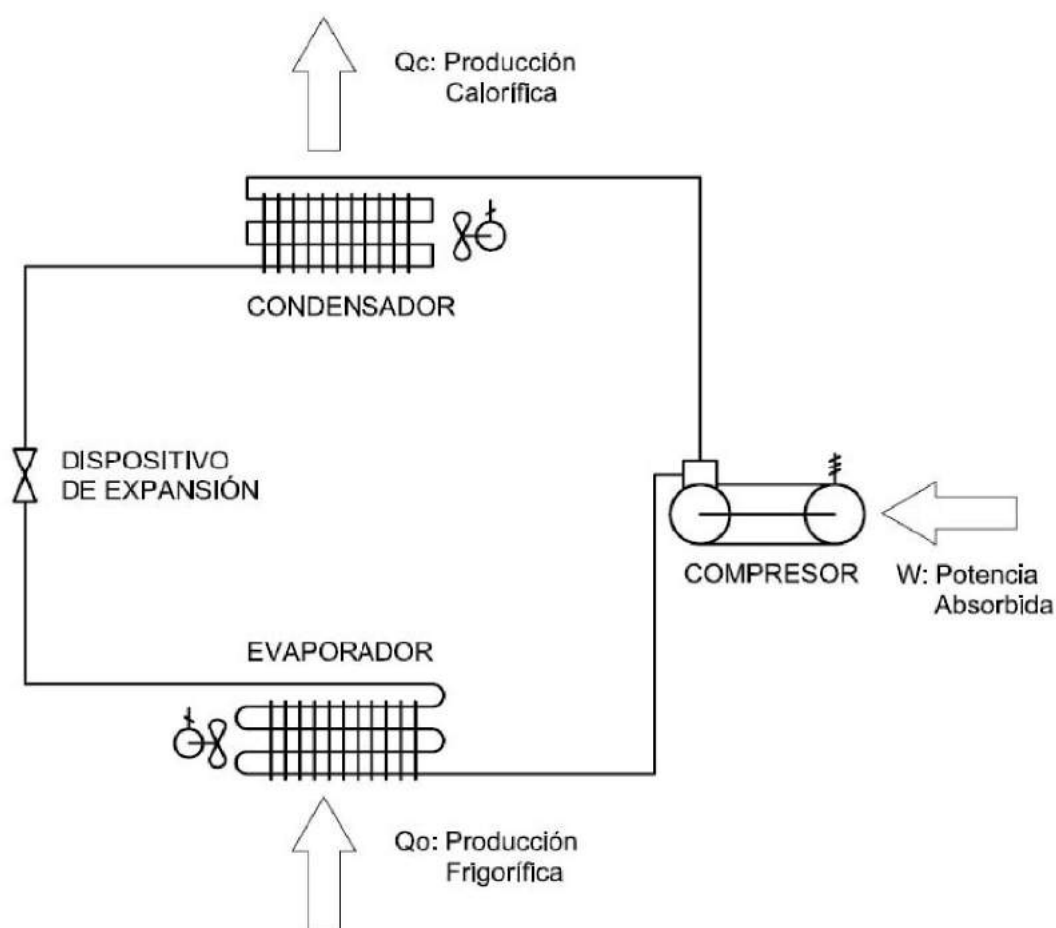 Qc: Producción
Calorífica
CONDENSADOR
DISPOSITIVO
DE EXPANSIÓN
COMPRESOR
W: Potencia
Absorbida
EVAPORADOR
Qo: Producción
Frigorífica